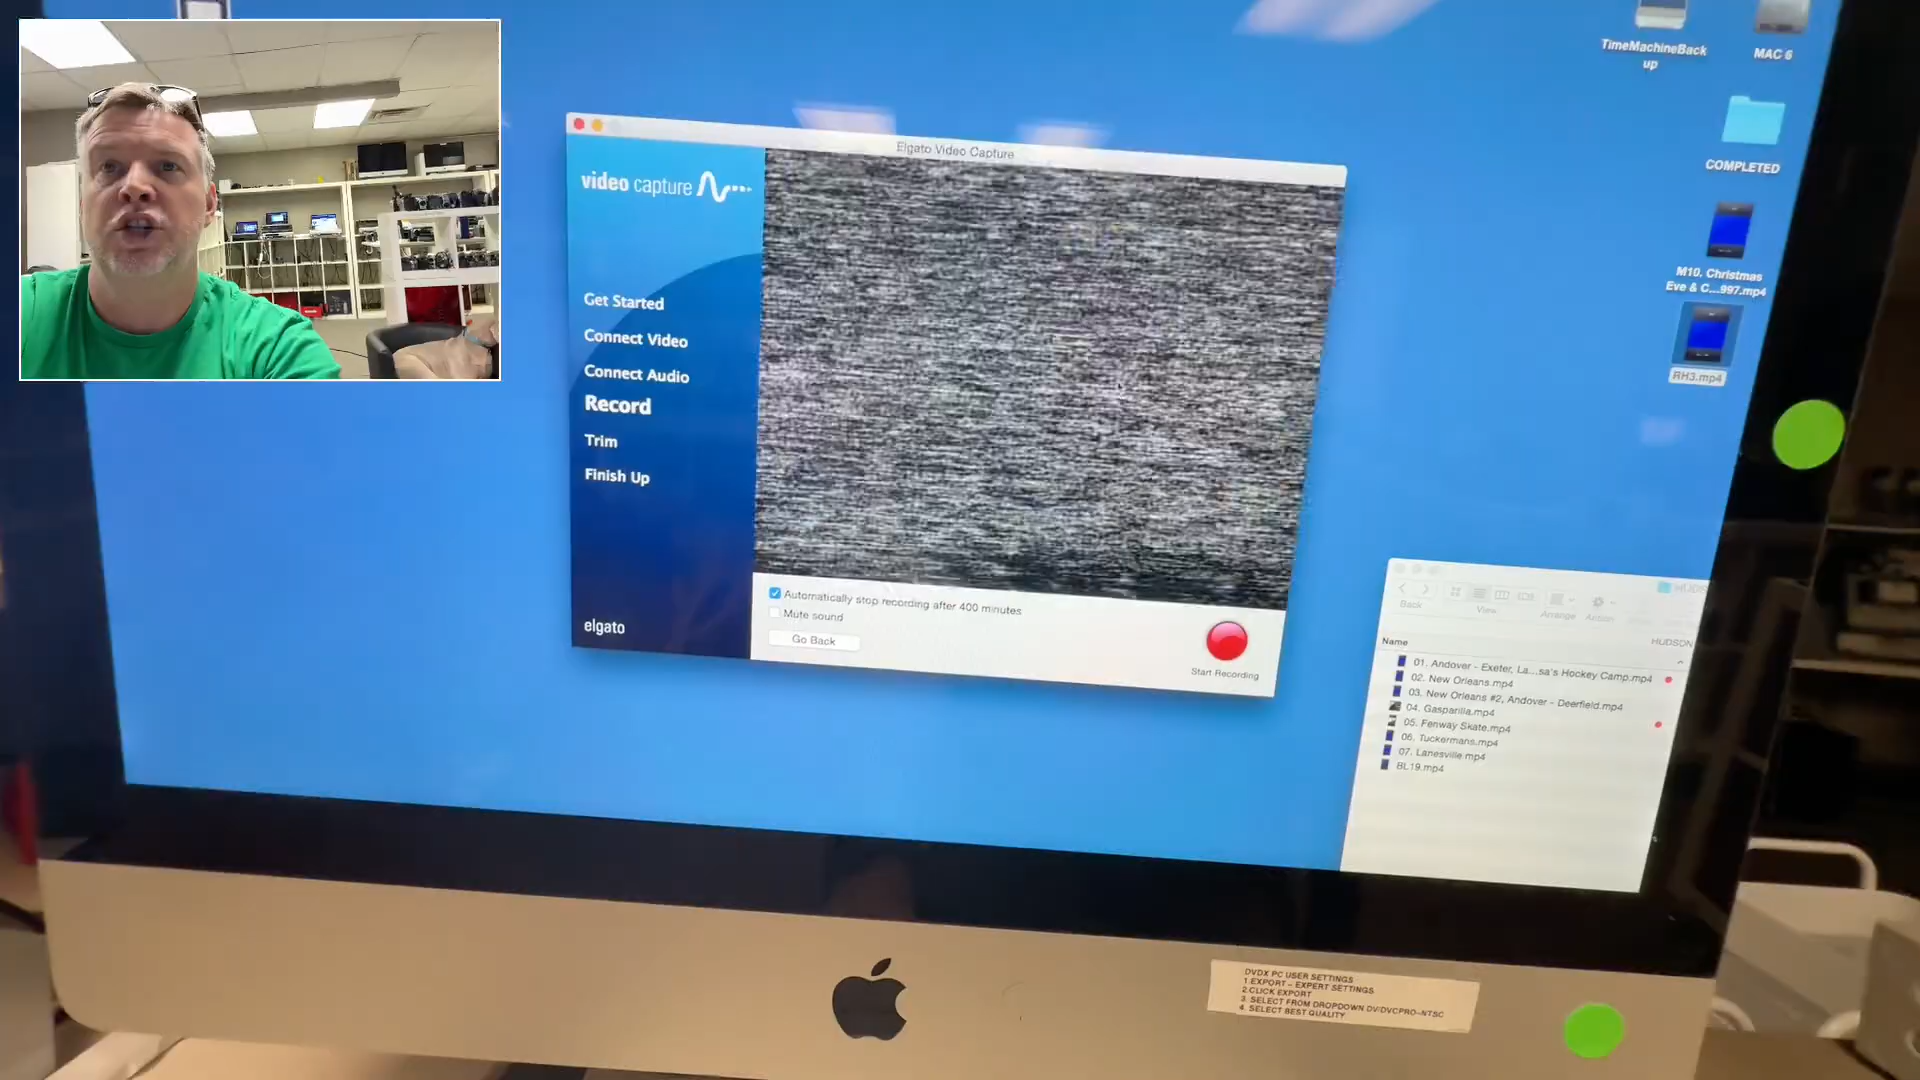 TimeMachineBack
up
MAC 6
COMPLETED
M10. Christmas
Eve & C...997.mp4
RH3.mp4
Elgato Video Capture
video capture
Get Started
Connect Video
Connect Audio
Record
Trim
Finish Up
elgato
Automatically stop recording after 400 minutes
Mute sound
Go Back
Start Recording
Back
View
Arrange
Action
Name
HUDSON
01. Andover - Exeter, La...sa's Hockey Camp.mp4
02. New Orleans.mp4
03. New Orleans #2, Andover - Deerfield.mp4
04. Gasparilla.mp4
05. Fenway Skate.mp4
06. Tuckermans.mp4
07. Lanesville.mp4
BL19.mp4
DVDX PC USER SETTINGS
1.EXPORT - EXPERT SETTINGS
2.CLICK EXPORT
3. SELECT FROM DROPDOWN DV/DVCPRO-NTSC
4. SELECT BEST QUALITY